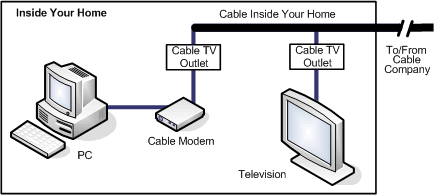 Inside Your Home
Cable Inside Your Home
Cable TV
Outlet
Cable TV
Outlet
To/From
Cable
Company
PC
Cable Modem
Television